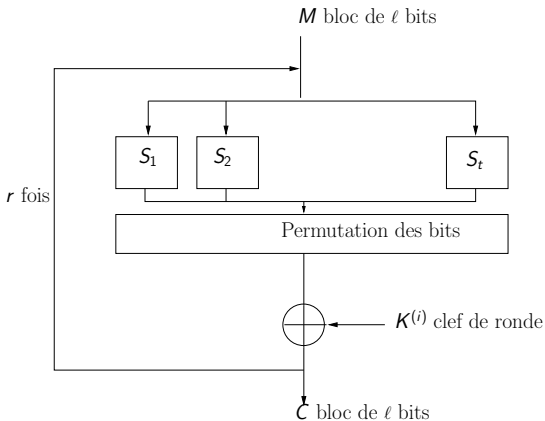 M bloc de ℓ bits
S₁ S₂ Sₜ
r fois
Permutation des bits
K⁽ⁱ⁾ clef de ronde
C bloc de ℓ bits